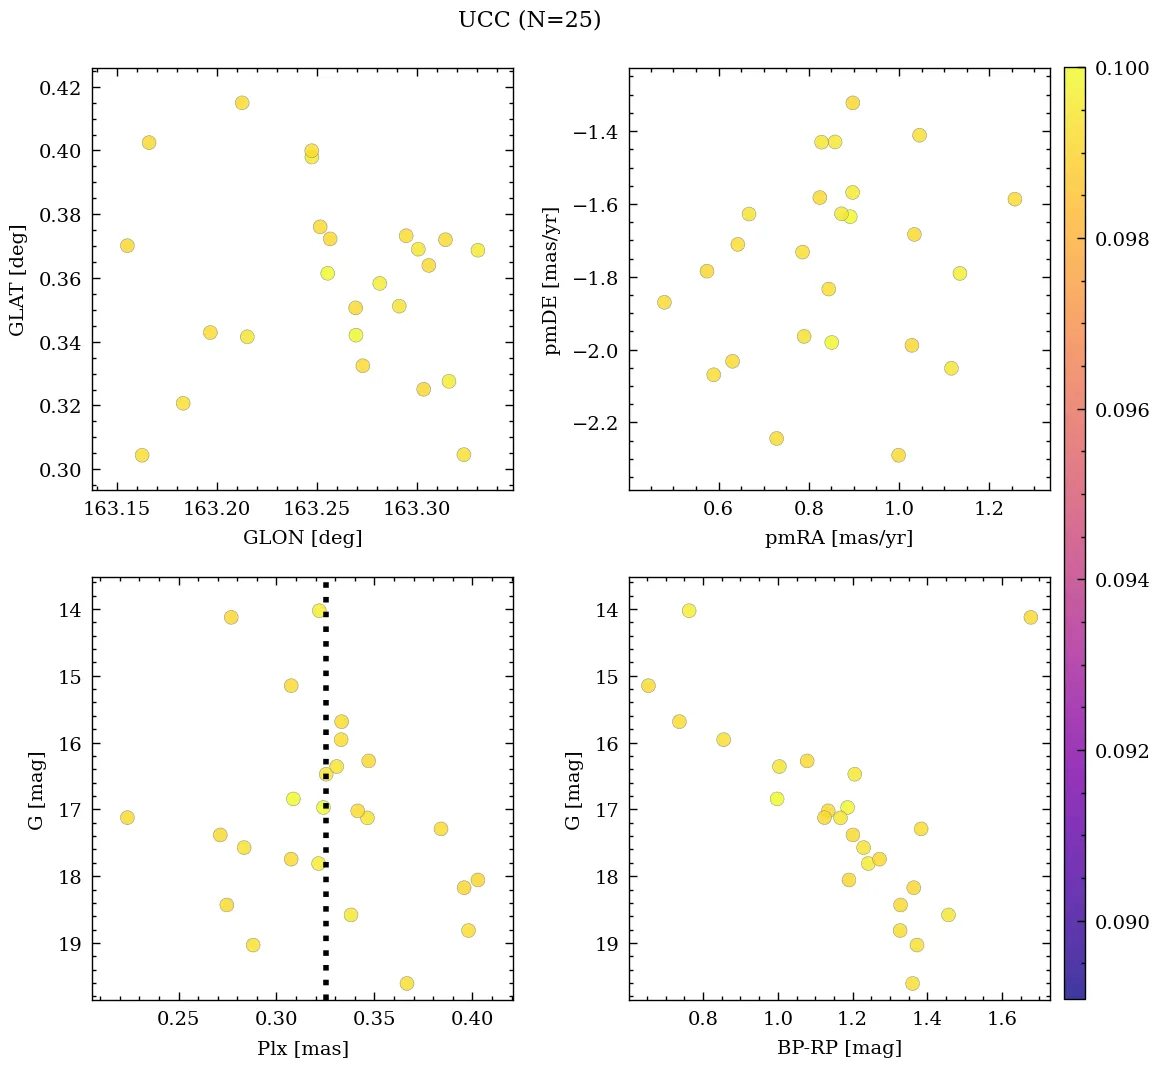 UCC (N=25)
0.42
0.40
0.38
0.36
0.34
0.32
0.30
GLAT [deg]
163.15 163.20 163.25 163.30
GLON [deg]
−1.4
−1.6
−1.8
−2.0
−2.2
pmDE [mas/yr]
0.6 0.8 1.0 1.2
pmRA [mas/yr]
14
15
16
17
18
19
G [mag]
0.25 0.30 0.35 0.40
Plx [mas]
14
15
16
17
18
19
G [mag]
0.8 1.0 1.2 1.4 1.6
BP-RP [mag]
0.100
0.098
0.096
0.094
0.092
0.090